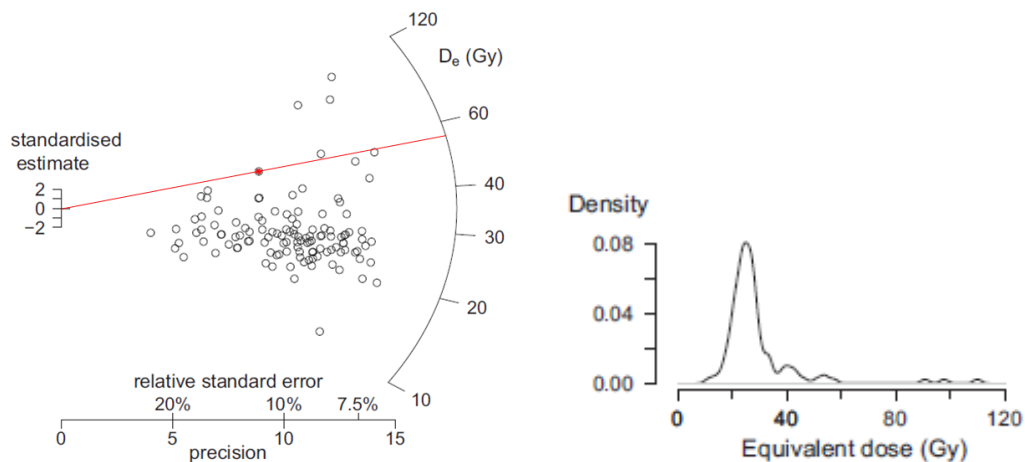 120
Dₑ (Gy)
60
standardised
estimate
2
0
−2
40
30
20
10
relative standard error
20% 10% 7.5%
0 5 10 15
precision
Density
0.08
0.04
0.00
0 40 80 120
Equivalent dose (Gy)